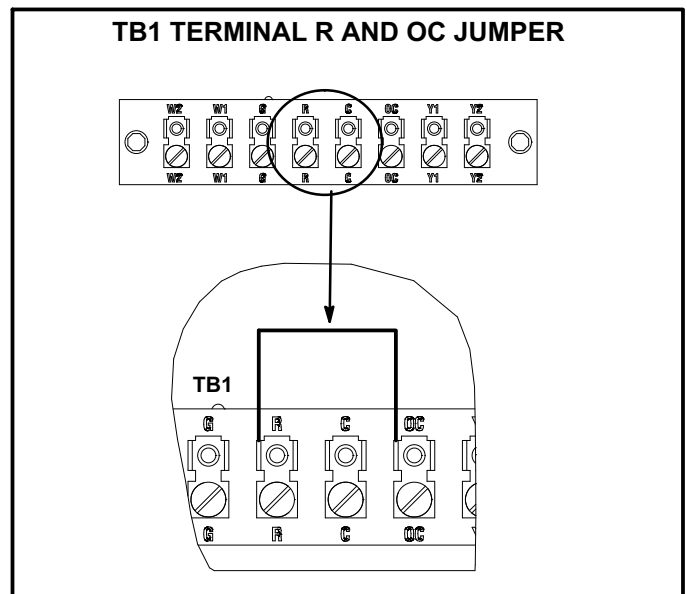 TB1 TERMINAL R AND OC JUMPER
W2 W1 G R C OC Y1 Y2
W2 W1 G R C OC Y1 Y2
TB1
G R C OC
G R C OC